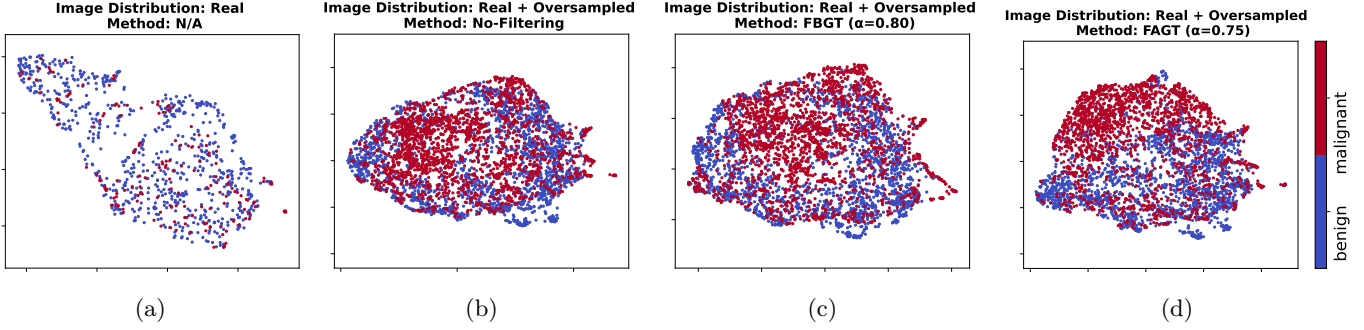 Image Distribution: Real
Method: N/A
Image Distribution: Real + Oversampled
Method: No-Filtering
Image Distribution: Real + Oversampled
Method: FBGT (α=0.80)
Image Distribution: Real + Oversampled
Method: FAGT (α=0.75)
malignant
benign
(a)
(b)
(c)
(d)